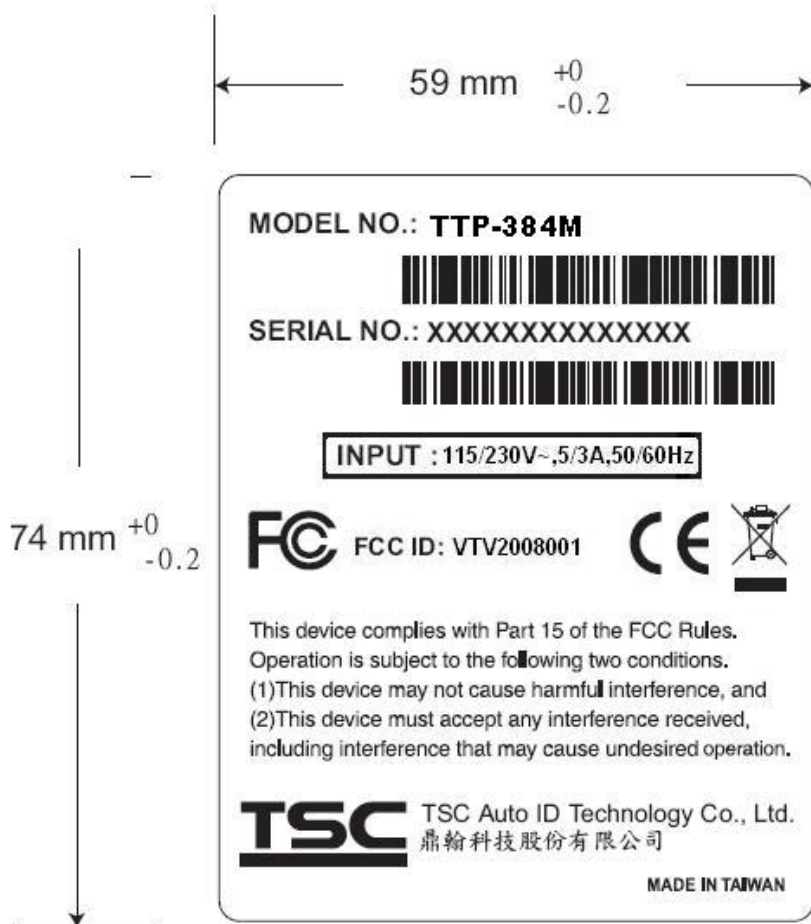 59 mm +0
-0.2
MODEL NO.: TTP-384M
SERIAL NO.: XXXXXXXXXXXXXX
INPUT : 115/230V~,5/3A,50/60Hz
74 mm +0
-0.2
FC FCC ID: VTV2008001 CE
This device complies with Part 15 of the FCC Rules.
Operation is subject to the following two conditions.
(1)This device may not cause harmful interference, and
(2)This device must accept any interference received,
including interference that may cause undesired operation.
TSC TSC Auto ID Technology Co., Ltd.
鼎翰科技股份有限公司
MADE IN TAIWAN